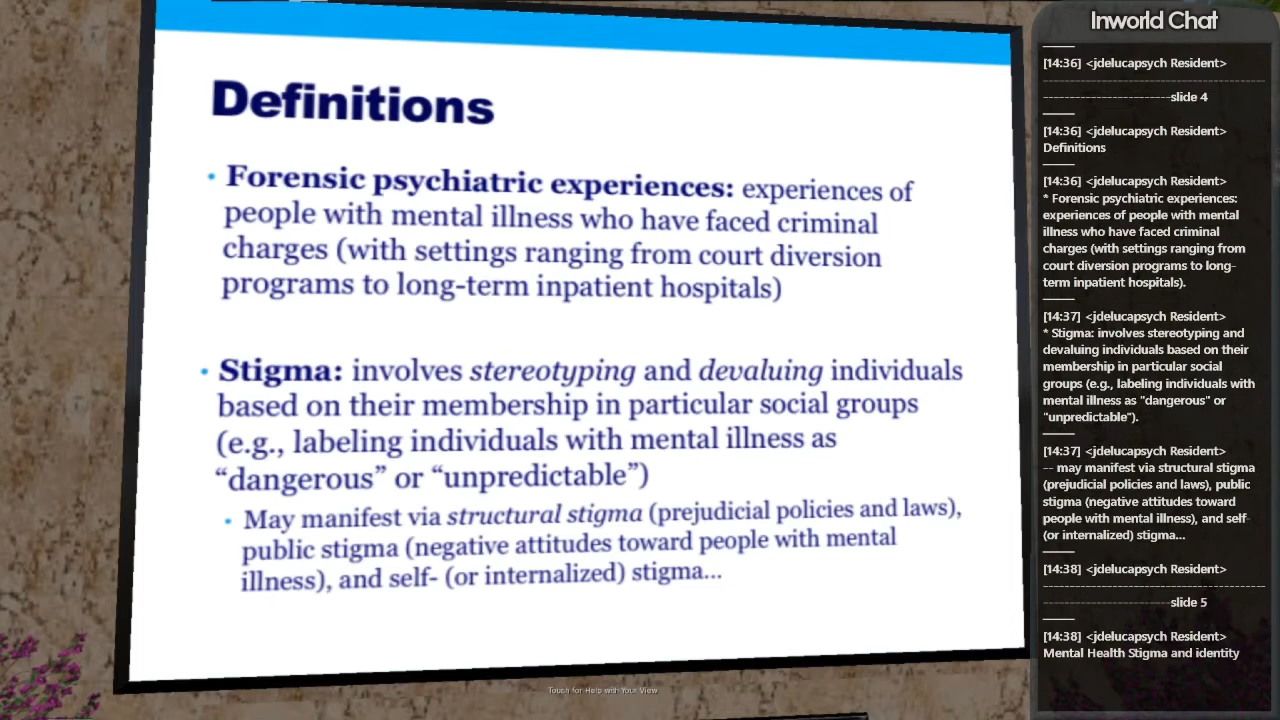 Definitions
• Forensic psychiatric experiences: experiences of
people with mental illness who have faced criminal
charges (with settings ranging from court diversion
programs to long-term inpatient hospitals)
• Stigma: involves stereotyping and devaluing individuals
based on their membership in particular social groups
(e.g., labeling individuals with mental illness as
“dangerous” or “unpredictable”)
• May manifest via structural stigma (prejudicial policies and laws),
public stigma (negative attitudes toward people with mental
illness), and self- (or internalized) stigma...
Touch for Help with Your View
Inworld Chat
[14:36] <jdelucapsych Resident>
------------------------------------------------
---------------------------slide 4
[14:36] <jdelucapsych Resident>
Definitions
[14:36] <jdelucapsych Resident>
* Forensic psychiatric experiences:
experiences of people with mental
illness who have faced criminal
charges (with settings ranging from
court diversion programs to long-
term inpatient hospitals).
[14:37] <jdelucapsych Resident>
* Stigma: involves stereotyping and
devaluing individuals based on their
membership in particular social
groups (e.g., labeling individuals with
mental illness as "dangerous" or
"unpredictable").
[14:37] <jdelucapsych Resident>
-- may manifest via structural stigma
(prejudicial policies and laws), public
stigma (negative attitudes toward
people with mental illness), and self-
(or internalized) stigma...
[14:38] <jdelucapsych Resident>
------------------------------------------------
---------------------------slide 5
[14:38] <jdelucapsych Resident>
Mental Health Stigma and identity